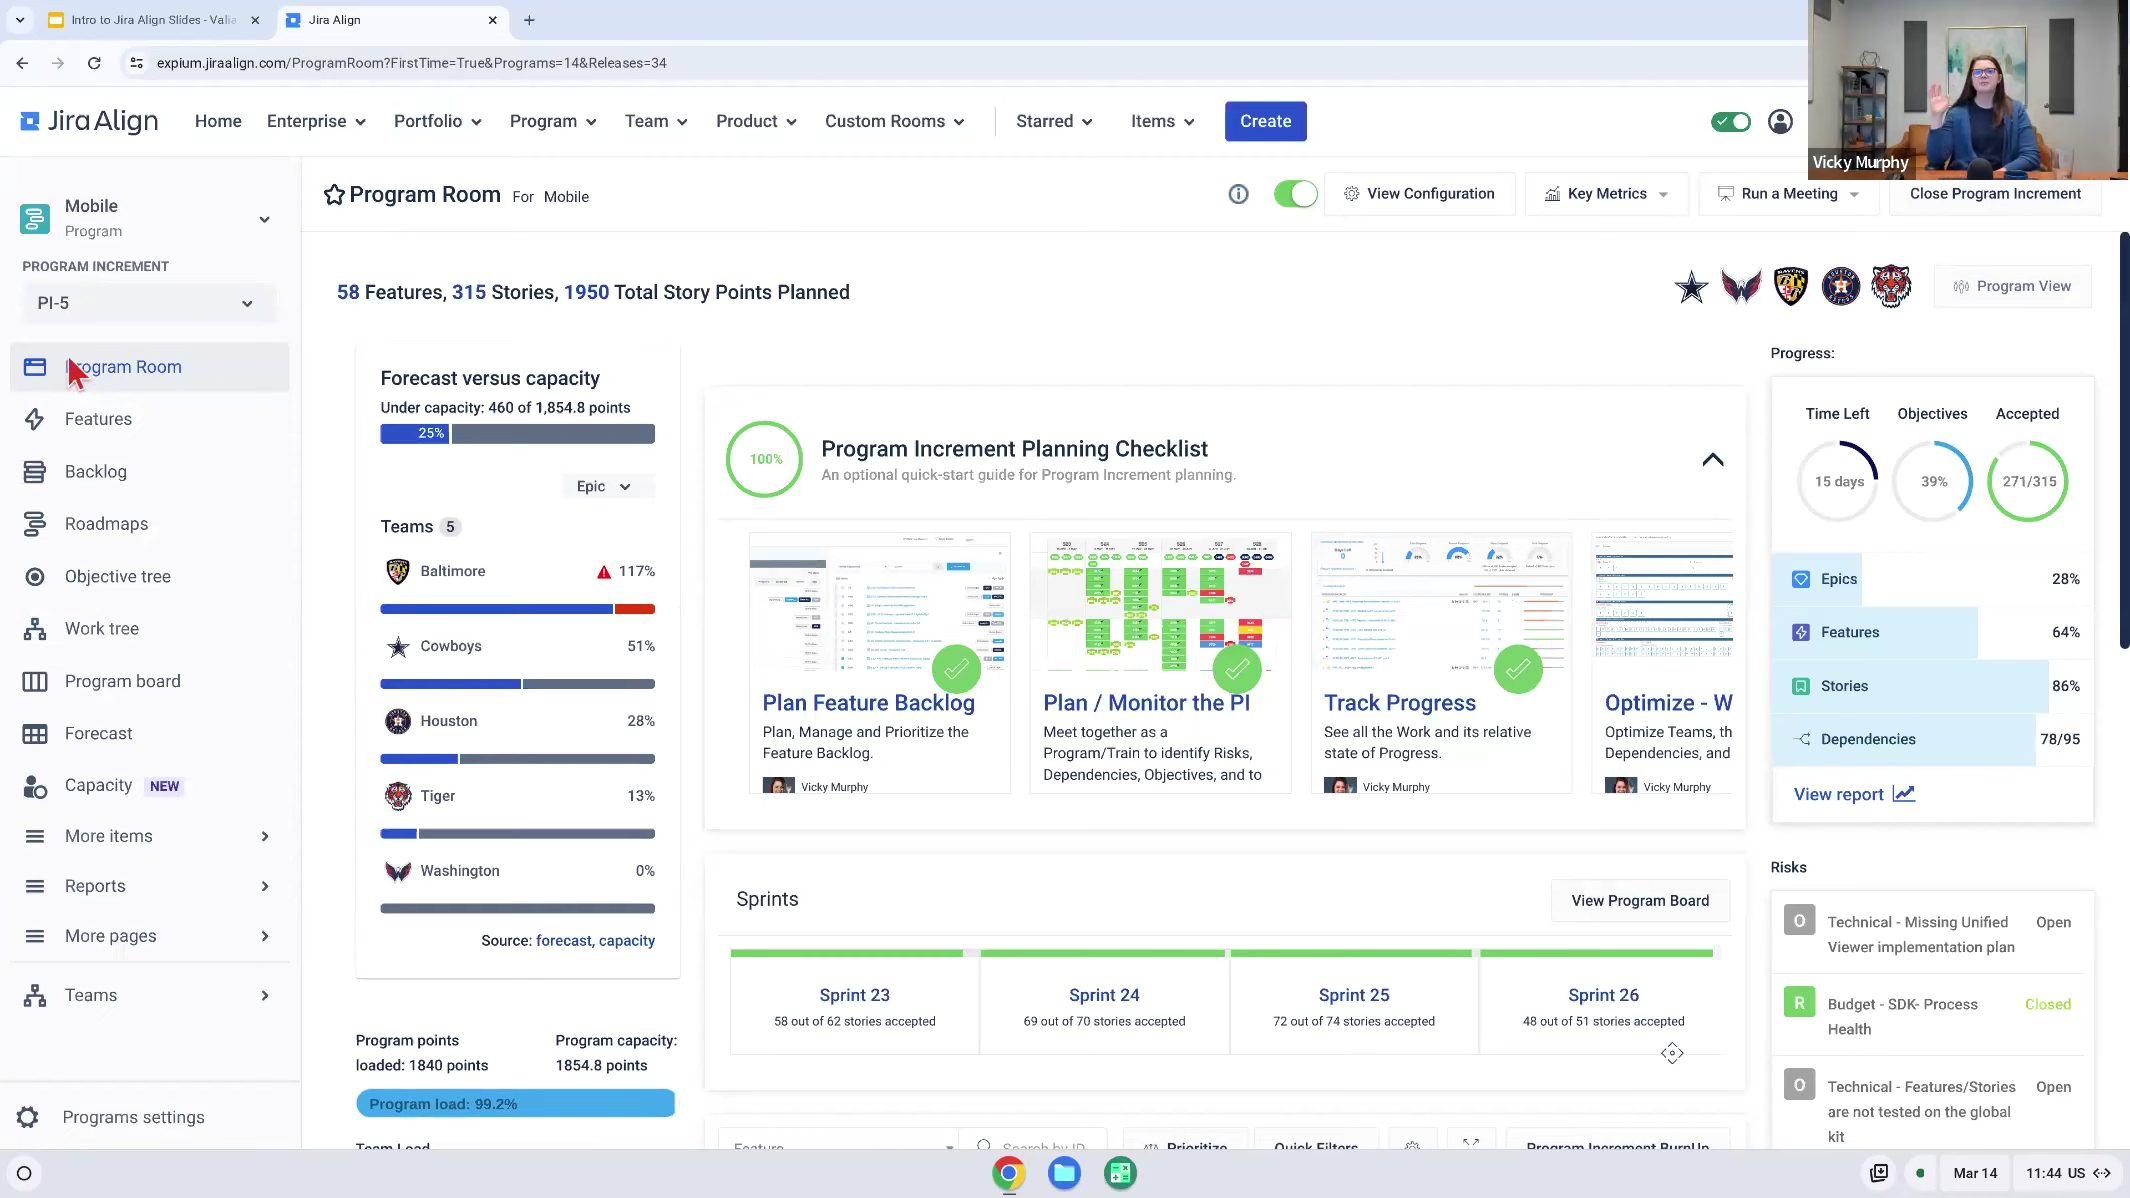 Intro to Jira Align Slides - Valia
Jira Align
expium.jiraalign.com/ProgramRoom?FirstTime=True&Programs=14&Releases=34
Jira Align
Home
Enterprise
Portfolio
Program
Team
Product
Custom Rooms
Starred
Items
Create
Vicky Murphy
Mobile
Program
PROGRAM INCREMENT
PI-5
Program Room
Features
Backlog
Roadmaps
Objective tree
Work tree
Program board
Forecast
Capacity NEW
More items
Reports
More pages
Teams
Programs settings
Program Room For Mobile
View Configuration
Key Metrics
Run a Meeting
Close Program Increment
58 Features, 315 Stories, 1950 Total Story Points Planned
Program View
Forecast versus capacity
Under capacity: 460 of 1,854.8 points
25%
Epic
Teams 5
Baltimore 117%
Cowboys 51%
Houston 28%
Tiger 13%
Washington 0%
Source: forecast, capacity
Program points
loaded: 1840 points
Program capacity:
1854.8 points
Program load: 99.2%
Team Load
100%
Program Increment Planning Checklist
An optional quick-start guide for Program Increment planning.
Plan Feature Backlog
Plan, Manage and Prioritize the
Feature Backlog.
Vicky Murphy
Plan / Monitor the PI
Meet together as a
Program/Train to identify Risks,
Dependencies, Objectives, and to
Track Progress
See all the Work and its relative
state of Progress.
Vicky Murphy
Optimize - W
Optimize Teams, th
Dependencies, and
Vicky Murphy
Sprints
View Program Board
Sprint 23
58 out of 62 stories accepted
Sprint 24
69 out of 70 stories accepted
Sprint 25
72 out of 74 stories accepted
Sprint 26
48 out of 51 stories accepted
Feature
Search by ID
Prioritize
Quick Filters
Program Increment BurnUp
Progress:
Time Left
Objectives
Accepted
15 days
39%
271/315
Epics 28%
Features 64%
Stories 86%
Dependencies 78/95
View report
Risks
O
Technical - Missing Unified
Viewer implementation plan
Open
R
Budget - SDK- Process
Health
Closed
O
Technical - Features/Stories
are not tested on the global
kit
Open
Mar 14
11:44 US